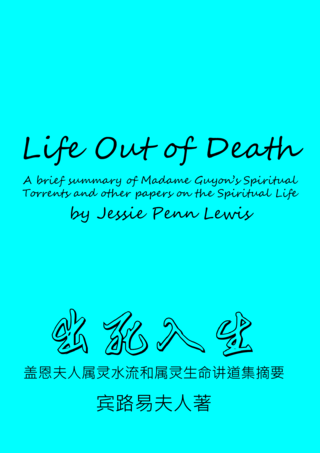 Life Out of Death
A brief summary of Madame Guyon's Spiritual
Torrents and other papers on the Spiritual Life
by Jessie Penn Lewis
出死入生
盖恩夫人属灵水流和属灵生命讲道集摘要
宾路易夫人著